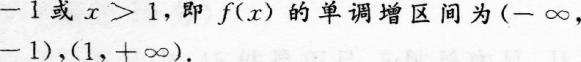 －1或 x ＞ 1,即 f(x) 的单调增区间为(－∞,
－1),(1,＋∞).